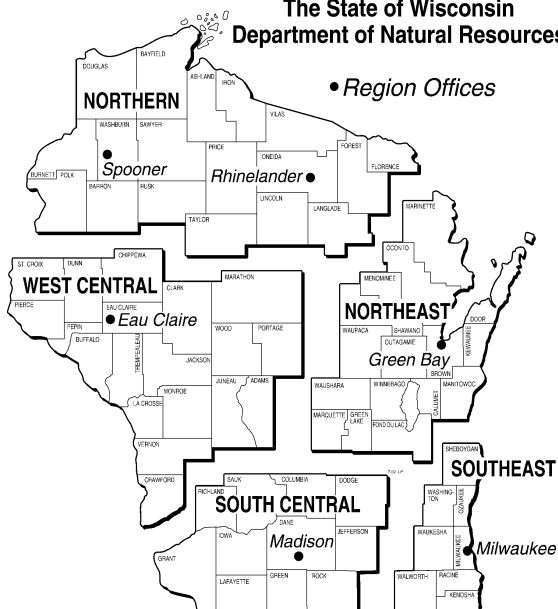 The State of Wisconsin
Department of Natural Resources
Region Offices
BAYFIELD
DOUGLAS
ASHLAND
IRON
NORTHERN
VILAS
WASHBURN
SAWYER
PRICE
FOREST
ONEIDA
FLORENCE
Spooner
Rhinelander
BURNETT
POLK
BARRON
RUSK
LINCOLN
LANGLADE
TAYLOR
MARINETTE
OCONTO
CHIPPEWA
ST. CROIX
DUNN
MARATHON
MENOMINEE
WEST CENTRAL
CLARK
PIERCE
EAU CLAIRE
NORTHEAST
Eau Claire
DOOR
PEPIN
WOOD
PORTAGE
WAUPACA
SHAWANO
KEWAUNEE
BUFFALO
TREMPEALEAU
OUTAGAMIE
Green Bay
JACKSON
BROWN
JUNEAU
ADAMS
WAUSHARA
WINNEBAGO
MANITOWOC
MONROE
CALUMET
LA CROSSE
MARQUETTE
GREEN
LAKE
FOND DU LAC
VERNON
SHEBOYGAN
SOUTHEAST
7/02 LP
CRAWFORD
SAUK
COLUMBIA
DODGE
RICHLAND
WASHING-
TON
OZAUKEE
SOUTH CENTRAL
DANE
IOWA
JEFFERSON
WAUKESHA
MILWAUKEE
Madison
Milwaukee
GRANT
LAFAYETTE
GREEN
ROCK
WALWORTH
RACINE
KENOSHA